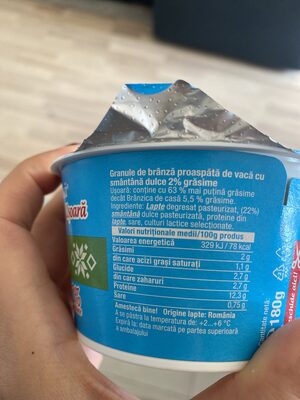 Granule de brânză proaspătă de vacă cu
smântână dulce 2% grăsime
Ușoară: conține cu 63 % mai puțină grăsime
decât Brânzica de casă 5,5 % grăsime.
Ingrediente: Lapte degresat pasteurizat, (22%)
smântână dulce pasteurizată, proteine din
lapte, sare, culturi lactice selecționate.
Valori nutriționale medii/100g produs
Valoarea energetică 329 kJ/78 kcal
Grăsimi 2 g
din care acizi grași saturați 1,1 g
Glucide 2,7 g
din care zaharuri 2,7 g
Proteine 12,3 g
Sare 0,75 g
Amestecă bine! Origine lapte: România
A se păstra la temperatura de: +2...+6 °C
Expiră la: data marcată pe partea superioară
a ambalajului
180g